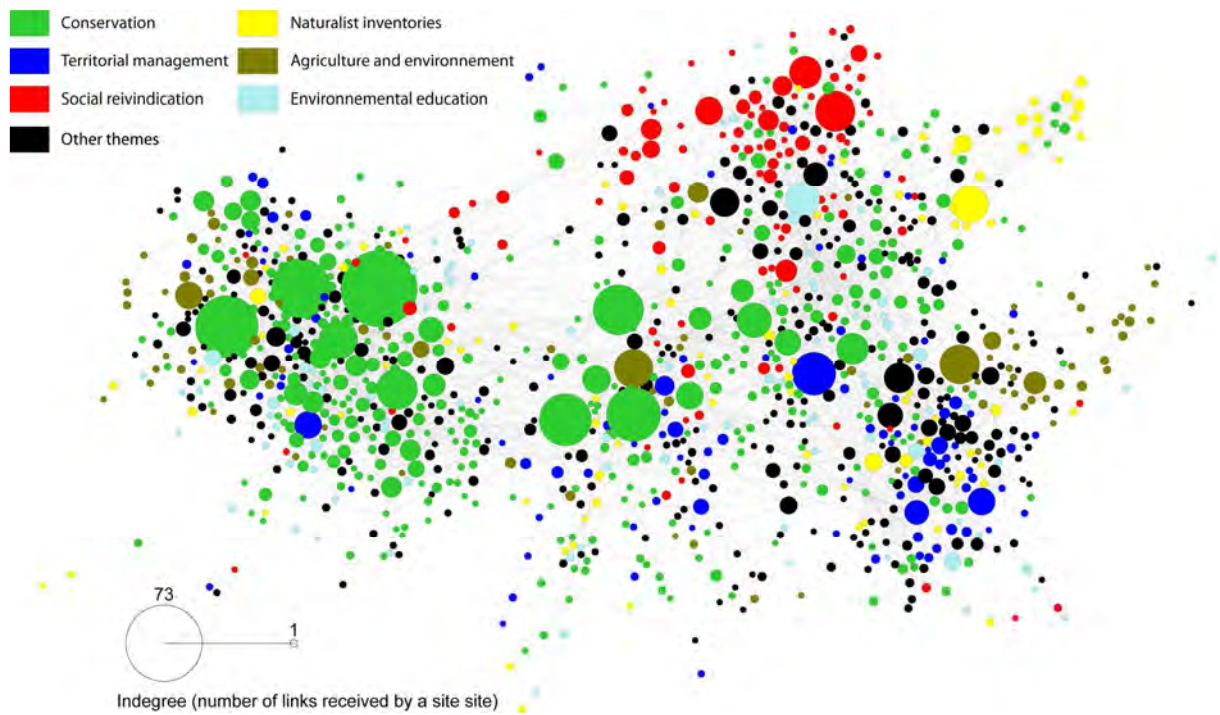 Conservation
Naturalist inventories
Territorial management
Agriculture and environnement
Social reivindication
Environnemental education
Other themes
73
1
Indegree (number of links received by a site site)